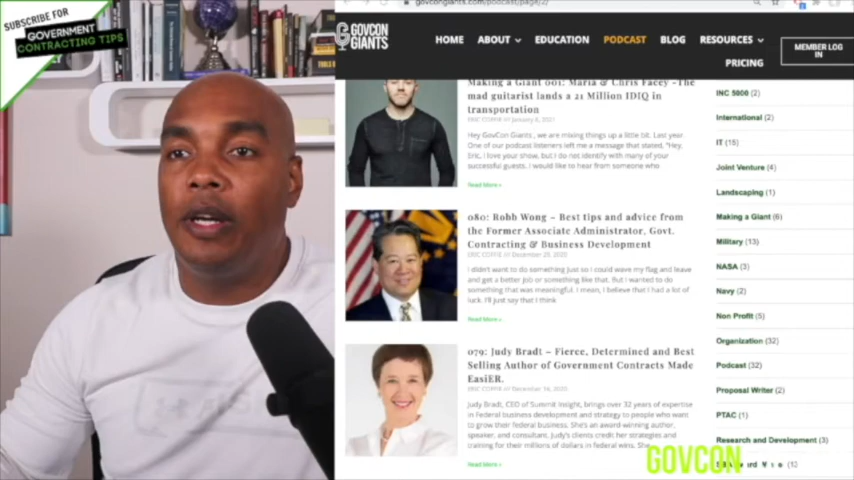 SUBSCRIBE FOR
GOVERNMENT
CONTRACTING TIPS
govcongiants.com/podcast/page/2/
GOVCON
GIANTS
HOME
ABOUT
EDUCATION
PODCAST
BLOG
RESOURCES
PRICING
MEMBER LOG
IN
Making a Giant 001: Maria & Chris Facey –The
mad guitarist lands a 21 Million IDIQ in
transportation
ERIC COFFIE /// January 8, 2021
Hey GovCon Giants , we are mixing things up a little bit. Last year
One of our podcast listeners left me a message that stated, "Hey,
Eric, I love your show, but I do not identify with many of your
successful guests. I would like to hear from someone who
Read More »
080: Robb Wong – Best tips and advice from
the Former Associate Administrator, Govt.
Contracting & Business Development
ERIC COFFIE /// December 23, 2020
I didn't want to do something just so I could wave my flag and leave
and get a better job or something like that. But I wanted to do
something that was meaningful. I mean, I believe that I had a lot of
luck. I'll just say that I think
Read More »
079: Judy Bradt – Fierce, Determined and Best
Selling Author of Government Contracts Made
EasiER.
ERIC COFFIE /// December 16, 2020
Judy Bradt, CEO of Summit Insight, brings over 32 years of expertise
in Federal business development and strategy to people who want
to grow their federal business. She's an award-winning author,
speaker, and consultant. Judy's clients credit her strategies and
training for their millions of dollars in federal wins. She
Read More »
INC 5000 (2)
International (2)
IT (15)
Joint Venture (4)
Landscaping (1)
Making a Giant (6)
Military (13)
NASA (3)
Navy (2)
Non Profit (5)
Organization (32)
Podcast (32)
Proposal Writer (2)
PTAC (1)
Research and Development (3)
GOVCON